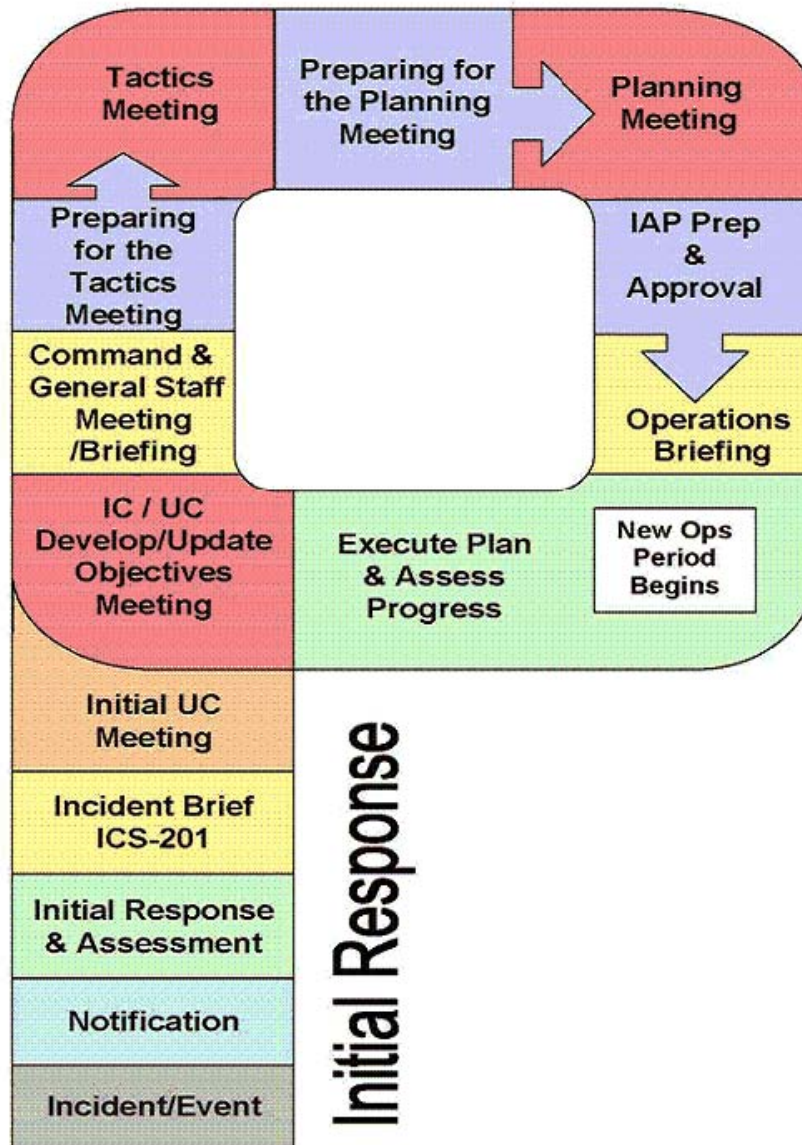 Tactics
Meeting
Preparing for
the Planning
Meeting
Planning
Meeting
Preparing
for the
Tactics
Meeting
IAP Prep
&
Approval
Command &
General Staff
Meeting
/Briefing
Operations
Briefing
IC / UC
Develop/Update
Objectives
Meeting
Execute Plan
& Assess
Progress
New Ops
Period
Begins
Initial UC
Meeting
Incident Brief
ICS-201
Initial Response
& Assessment
Notification
Incident/Event
Initial Response